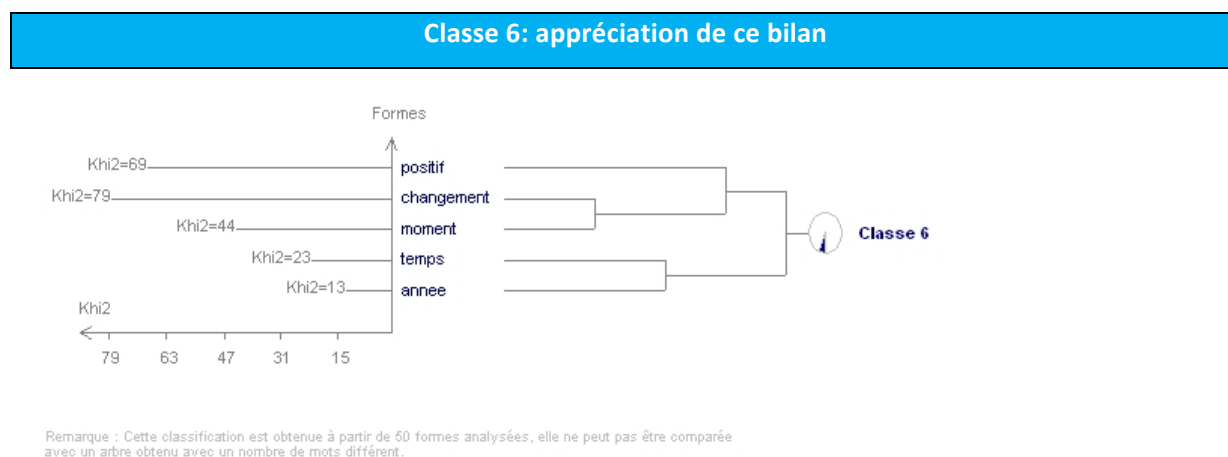 Classe 6: appréciation de ce bilan
Formes
Khi2=69 positif
Khi2=79 changement
Khi2=44 moment
Classe 6
Khi2=23 temps
Khi2=13 annee
Khi2
79 63 47 31 15
Remarque : Cette classification est obtenue à partir de 50 formes analysées, elle ne peut pas être comparée
avec un arbre obtenu avec un nombre de mots différent.